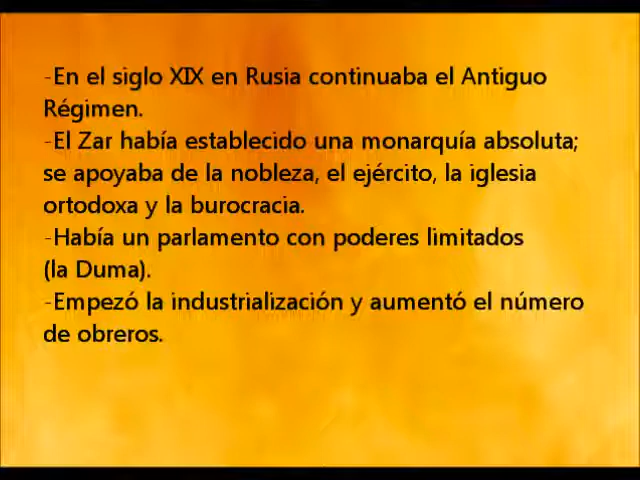 -En el siglo XIX en Rusia continuaba el Antiguo
Régimen.
-El Zar había establecido una monarquía absoluta;
se apoyaba de la nobleza, el ejército, la iglesia
ortodoxa y la burocracia.
-Había un parlamento con poderes limitados
(la Duma).
-Empezó la industrialización y aumentó el número
de obreros.